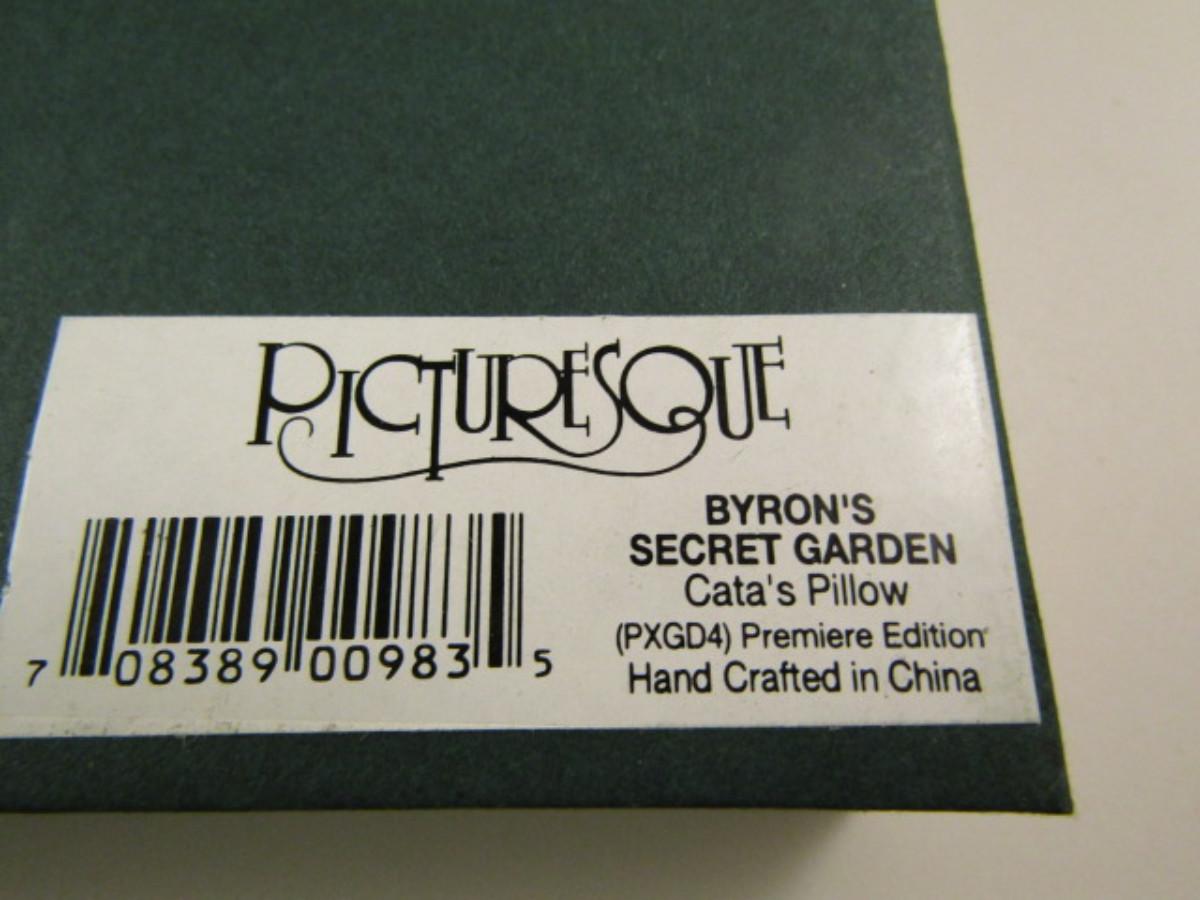 PICTURESQUE
BYRON'S
SECRET GARDEN
Cata's Pillow
(PXGD4) Premiere Edition
Hand Crafted in China
7 08389 00983 5